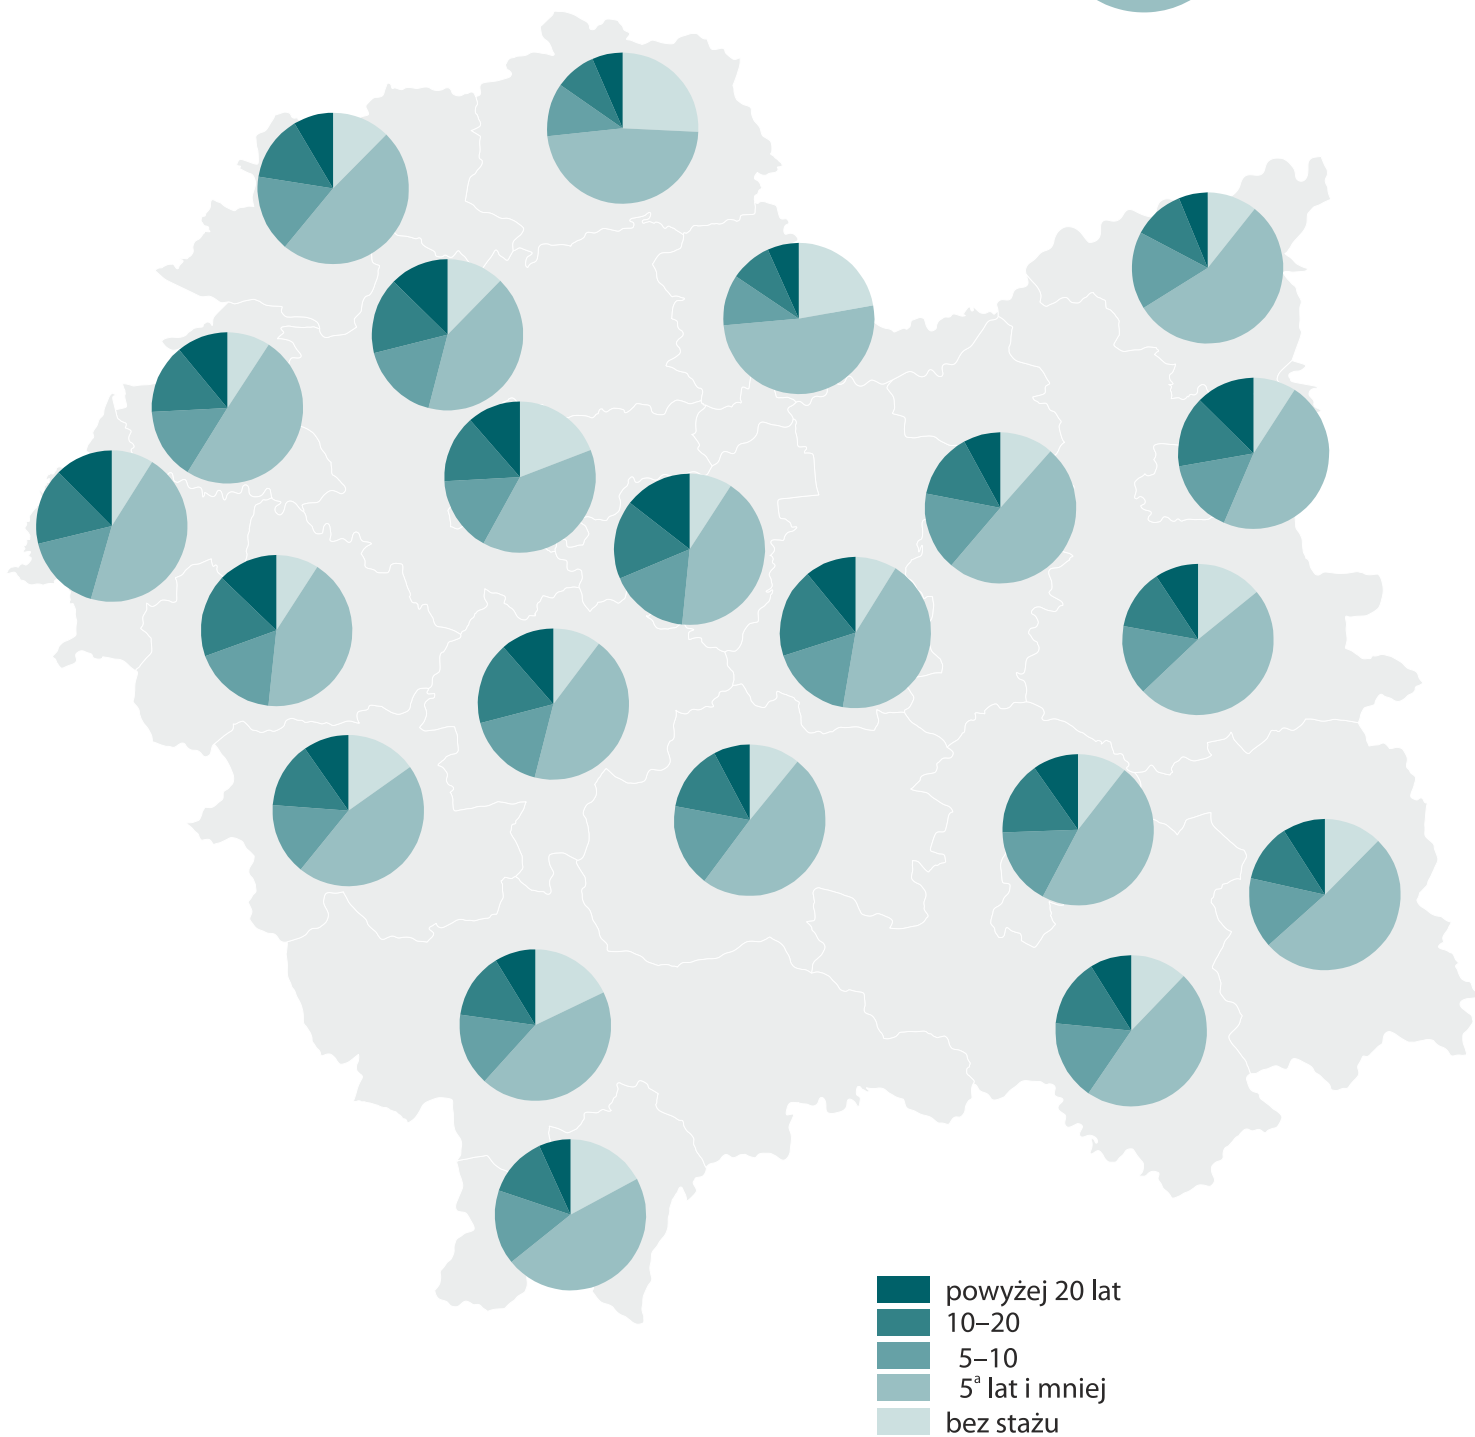 powyżej 20 lat
10–20
5–10
5ª lat i mniej
bez stażu